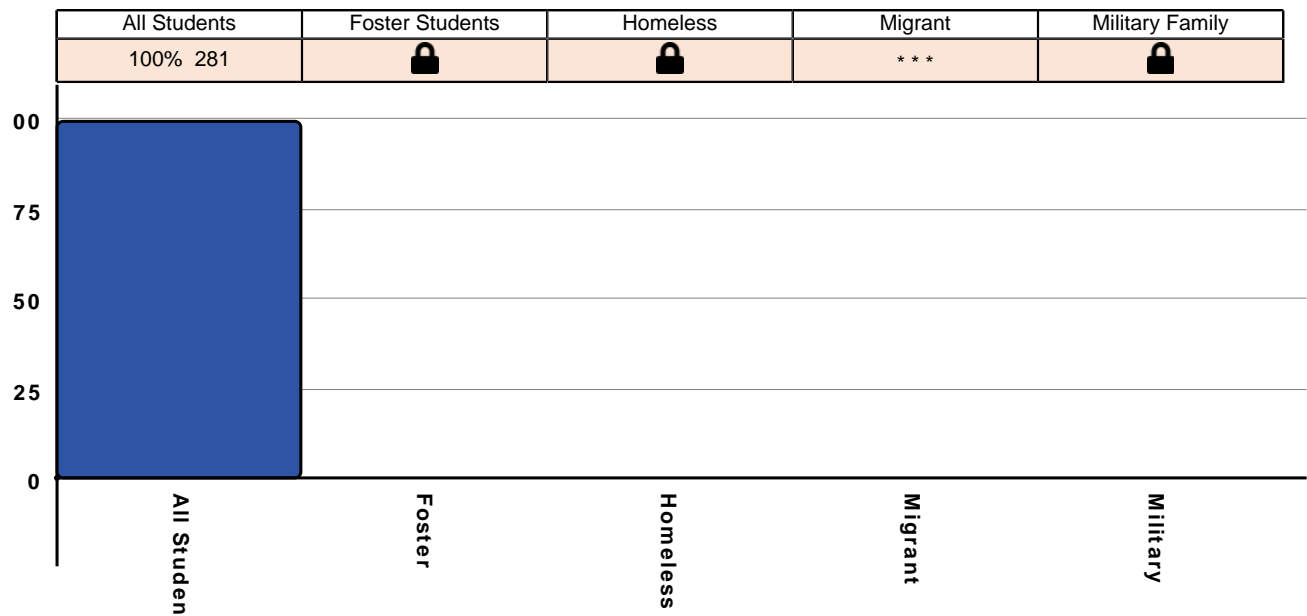 All Students Foster Students Homeless Migrant Military Family
100% 281 * * *
00
75
50
25
0
All Studen
Foster
Homeless
Migrant
Military